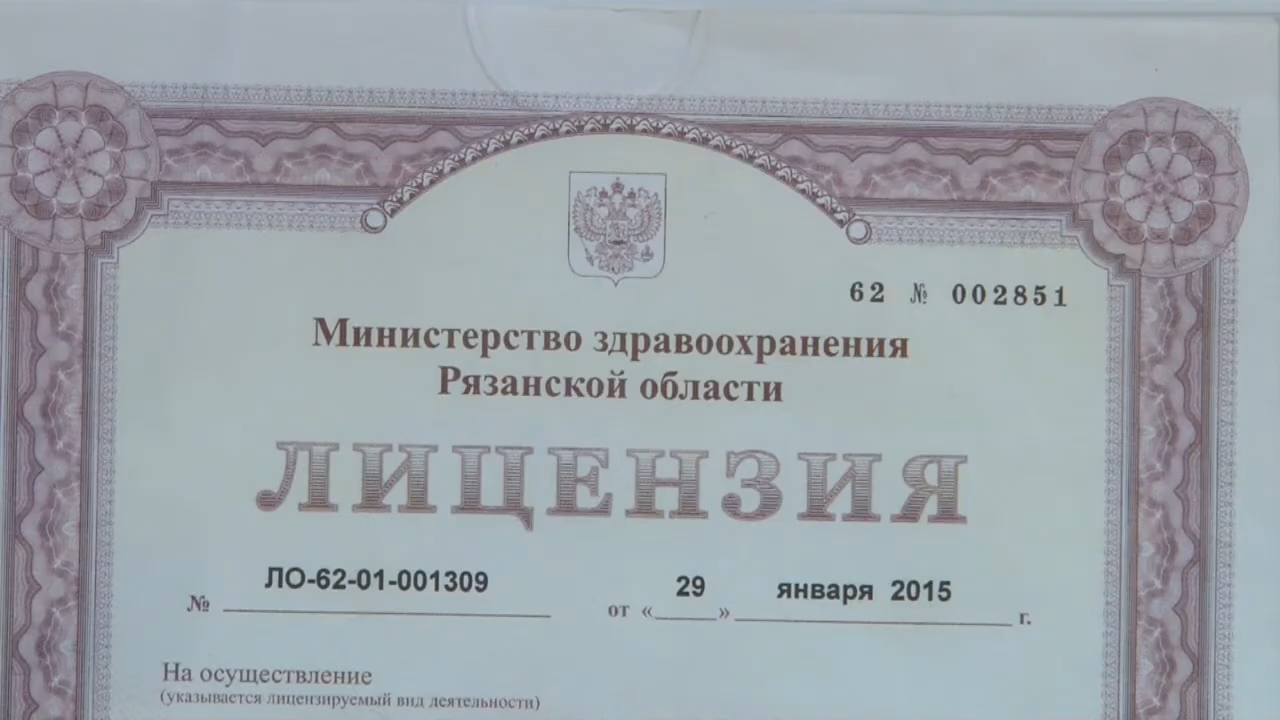 62 № 002851
Министерство здравоохранения
Рязанской области
ЛИЦЕНЗИЯ
№ ЛО-62-01-001309 от «29» января 2015 г.
На осуществление
(указывается лицензируемый вид деятельности)